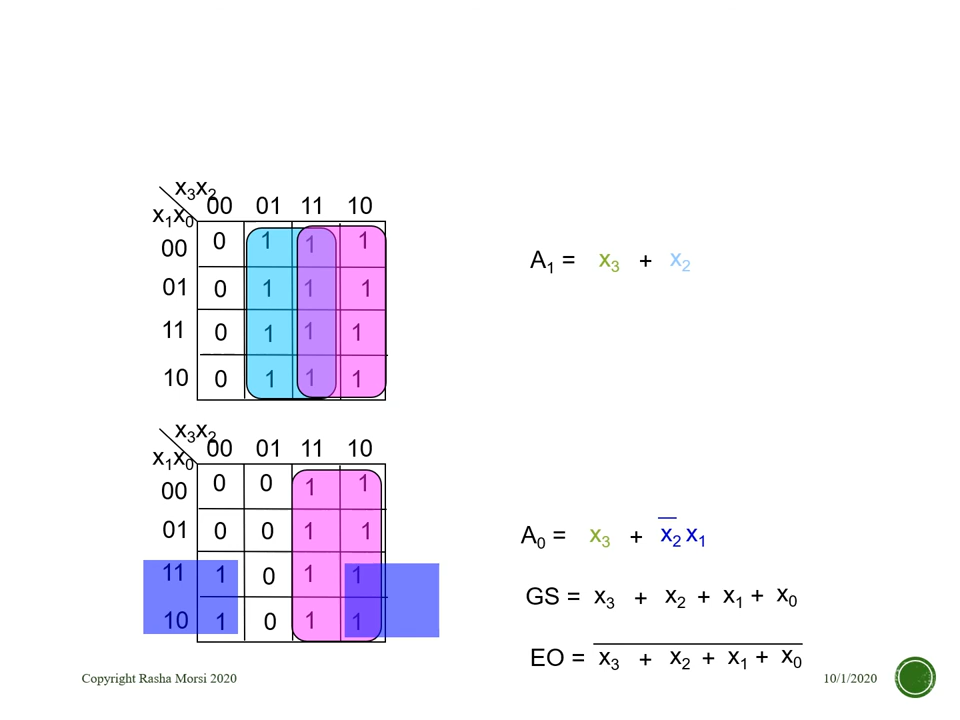 x₃x₂
x₁x₀ 00 01 11 10
00 0 1 1 1
01 0 1 1 1
11 0 1 1 1
10 0 1 1 1
A₁ = x₃ + x₂
x₃x₂
x₁x₀ 00 01 11 10
00 0 0 1 1
01 0 0 1 1
11 1 0 1 1
10 1 0 1 1
A₀ = x₃ + x̅₂ x₁
GS = x₃ + x₂ + x₁ + x₀
EO = x₃ + x₂ + x₁ + x₀
Copyright Rasha Morsi 2020
10/1/2020